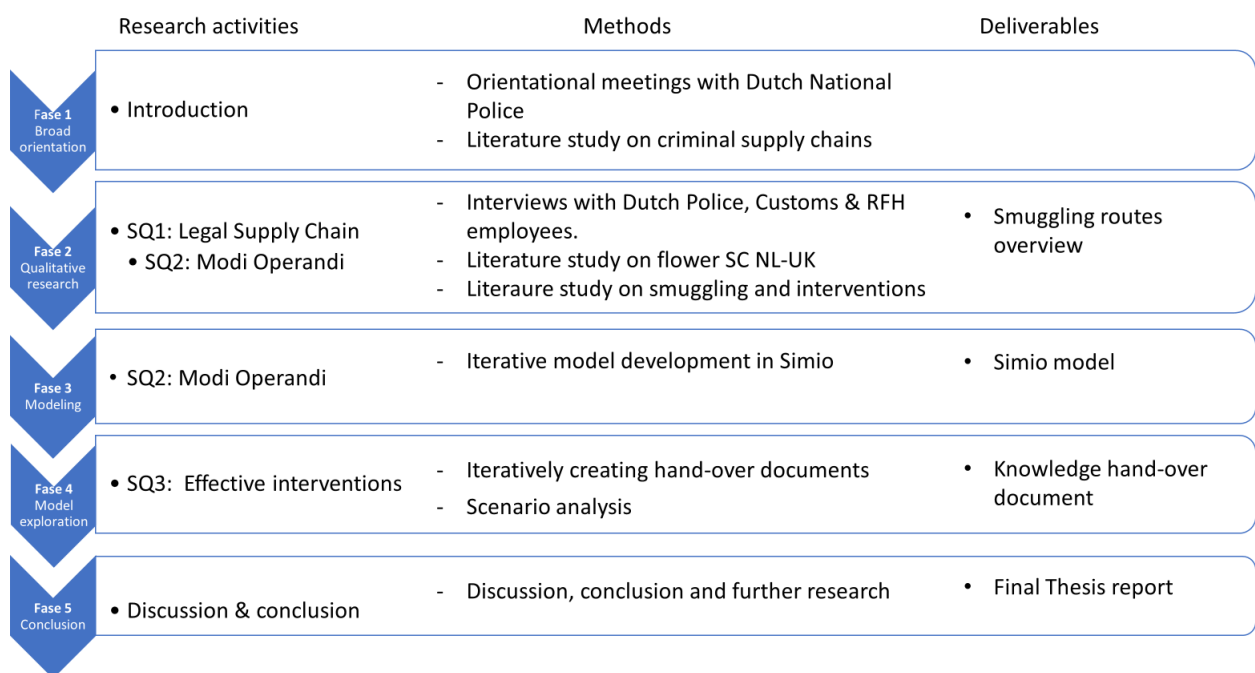 Research activities
Methods
Deliverables
Fase 1
Broad
orientation
• Introduction
- Orientational meetings with Dutch National
Police
- Literature study on criminal supply chains
Fase 2
Qualitative
research
• SQ1: Legal Supply Chain
• SQ2: Modi Operandi
- Interviews with Dutch Police, Customs & RFH
employees.
- Literature study on flower SC NL-UK
- Literaure study on smuggling and interventions
• Smuggling routes
overview
Fase 3
Modeling
• SQ2: Modi Operandi
- Iterative model development in Simio
• Simio model
Fase 4
Model
exploration
• SQ3: Effective interventions
- Iteratively creating hand-over documents
- Scenario analysis
• Knowledge hand-over
document
Fase 5
Conclusion
• Discussion & conclusion
- Discussion, conclusion and further research
• Final Thesis report